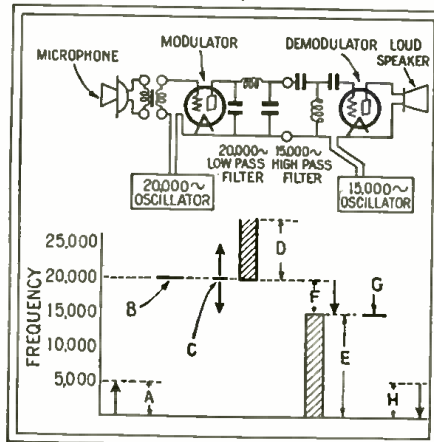 MODULATOR
DEMODULATOR
LOUD
SPEAKER
MICROPHONE
20,000~
LOW PASS
FILTER
15,000~
HIGH PASS
FILTER
20,000~
OSCILLATOR
15,000~
OSCILLATOR
FREQUENCY
25,000
20,000
15,000
10,000
5,000
A
B
C
D
E
F
G
H